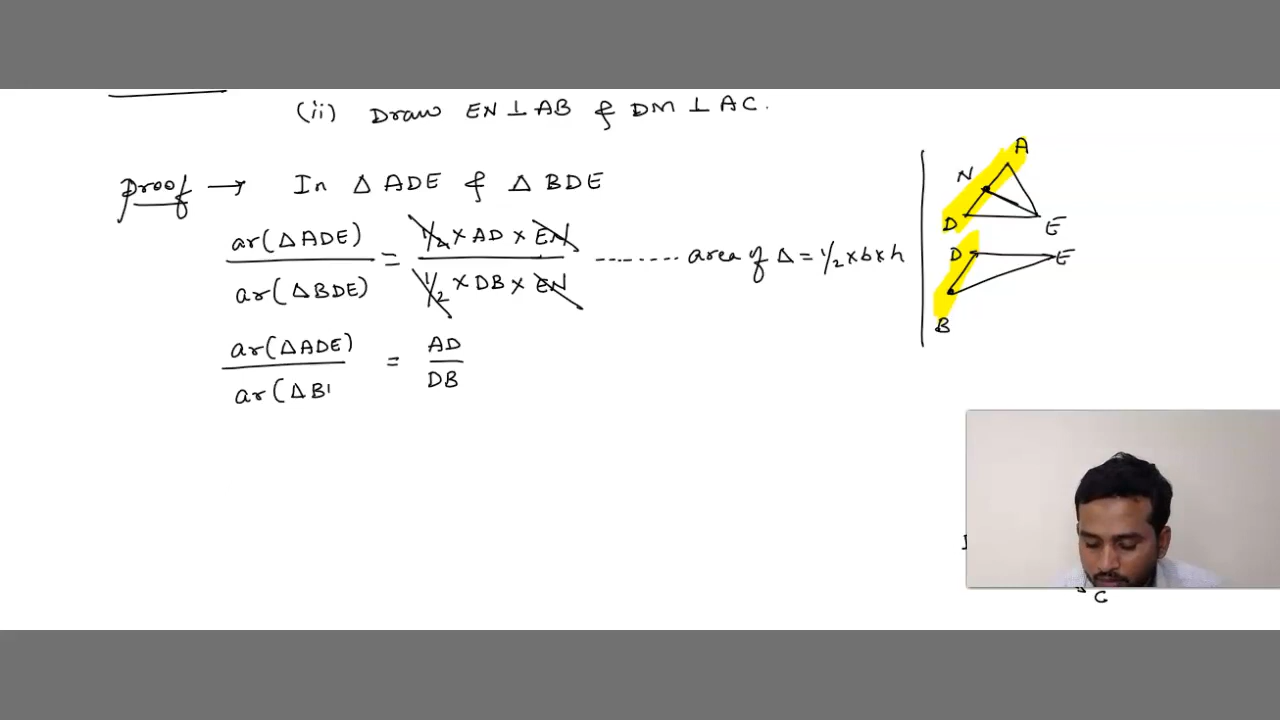 (ii) Draw EN ⊥ AB & DM ⊥ AC.
Proof → In △ ADE & △ BDE
ar(△ADE) / ar(△BDE) = 1/2 × AD × EN / 1/2 × DB × EN ........ area of △ = 1/2 × b × h
ar(△ADE) / ar(△B = AD / DB
A
N
D
E
D
E
B
C